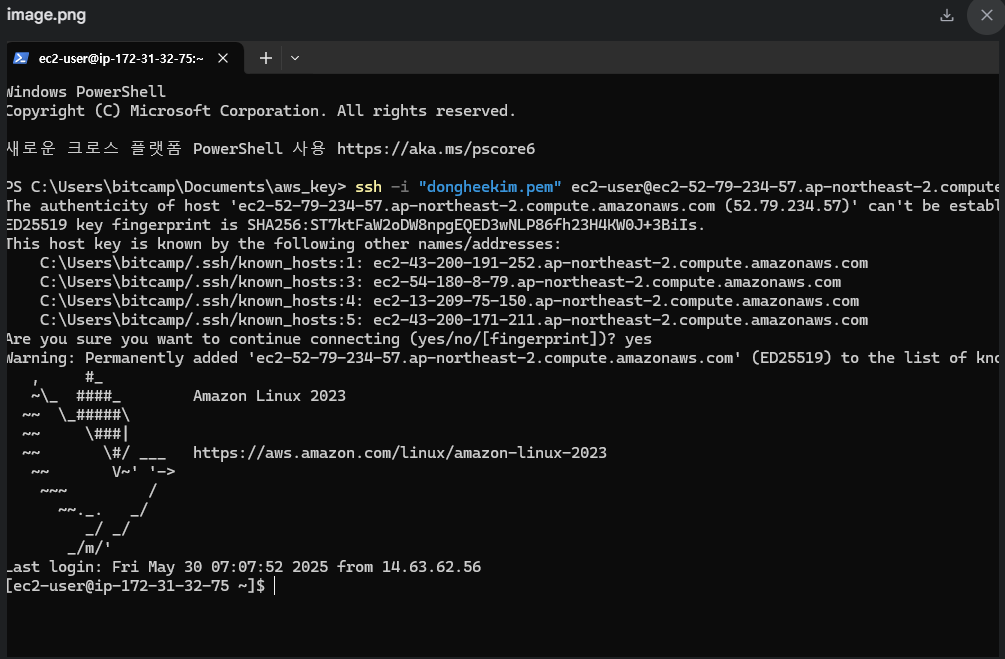 image.png
ec2-user@ip-172-31-32-75:~
Windows PowerShell
Copyright (C) Microsoft Corporation. All rights reserved.
새로운 크로스 플랫폼 PowerShell 사용 https://aka.ms/pscore6
PS C:\Users\bitcamp\Documents\aws_key> ssh -i "dongheekim.pem" ec2-user@ec2-52-79-234-57.ap-northeast-2.compute
The authenticity of host 'ec2-52-79-234-57.ap-northeast-2.compute.amazonaws.com (52.79.234.57)' can't be establ
ED25519 key fingerprint is SHA256:ST7ktFaW2oDW8npgEQED3wNLP86fh23H4KW0J+3BiIs.
This host key is known by the following other names/addresses:
    C:\Users\bitcamp/.ssh/known_hosts:1: ec2-43-200-191-252.ap-northeast-2.compute.amazonaws.com
    C:\Users\bitcamp/.ssh/known_hosts:3: ec2-54-180-8-79.ap-northeast-2.compute.amazonaws.com
    C:\Users\bitcamp/.ssh/known_hosts:4: ec2-13-209-75-150.ap-northeast-2.compute.amazonaws.com
    C:\Users\bitcamp/.ssh/known_hosts:5: ec2-43-200-171-211.ap-northeast-2.compute.amazonaws.com
Are you sure you want to continue connecting (yes/no/[fingerprint])? yes
Warning: Permanently added 'ec2-52-79-234-57.ap-northeast-2.compute.amazonaws.com' (ED25519) to the list of kno
   ,     #_
   ~\_  ####_        Amazon Linux 2023
  ~~  \_#####\
  ~~     \###|
  ~~       \#/ ___   https://aws.amazon.com/linux/amazon-linux-2023
   ~~       V~' '->
    ~~~         /
      ~~._.   _/
         _/ _/
       _/m/'
Last login: Fri May 30 07:07:52 2025 from 14.63.62.56
[ec2-user@ip-172-31-32-75 ~]$